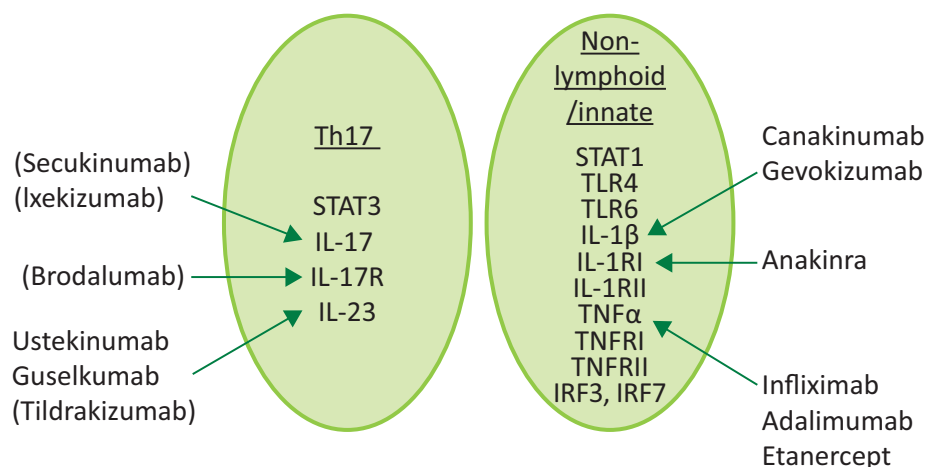 (Secukinumab)
(Ixekizumab)
(Brodalumab)
Ustekinumab
Guselkumab
(Tildrakizumab)
Th17
STAT3
IL-17
IL-17R
IL-23
Non-
lymphoid
/innate
STAT1
TLR4
TLR6
IL-1β
IL-1RI
IL-1RII
TNFα
TNFRI
TNFRII
IRF3, IRF7
Canakinumab
Gevokizumab
Anakinra
Infliximab
Adalimumab
Etanercept